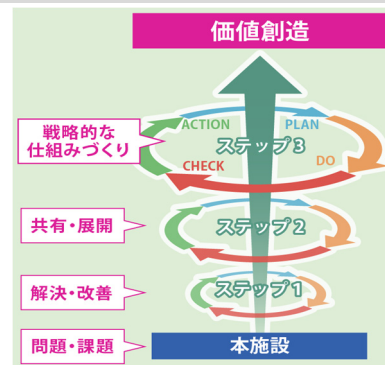 価値創造
ACTION
PLAN
戦略的な
仕組みづくり
ステップ3
CHECK
DO
共有・展開
ステップ2
解決・改善
ステップ1
問題・課題
本施設